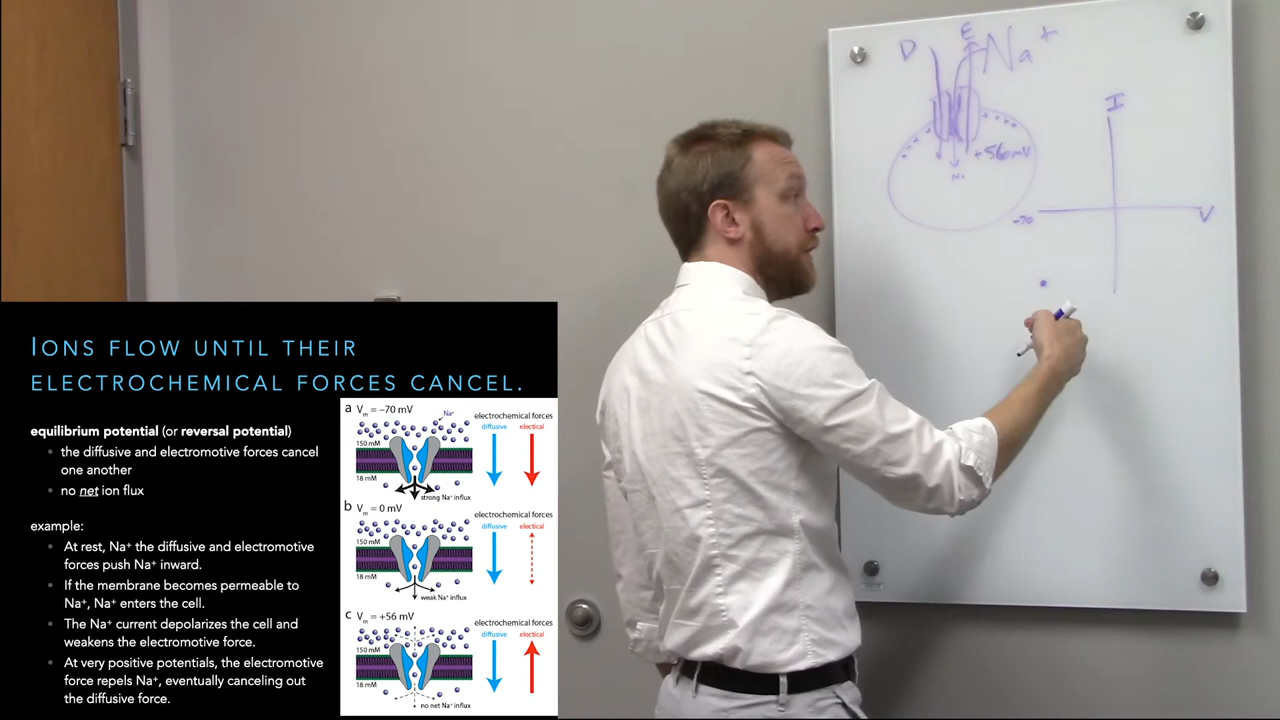 D
E
Na+
+56mV
Na
I
V
-70
IONS FLOW UNTIL THEIR
ELECTROCHEMICAL FORCES CANCEL.
equilibrium potential (or reversal potential)
• the diffusive and electromotive forces cancel
one another
• no net ion flux
example:
• At rest, Na⁺ the diffusive and electromotive
forces push Na⁺ inward.
• If the membrane becomes permeable to
Na⁺, Na⁺ enters the cell.
• The Na⁺ current depolarizes the cell and
weakens the electromotive force.
• At very positive potentials, the electromotive
force repels Na⁺, eventually canceling out
the diffusive force.
a Vm = –70 mV
Na⁺
electrochemical forces
diffusive electical
150 mM
18 mM
strong Na⁺ influx
b Vm = 0 mV
electrochemical forces
diffusive electical
150 mM
18 mM
weak Na⁺ influx
c Vm = +56 mV
electrochemical forces
diffusive electical
150 mM
18 mM
no net Na⁺ influx